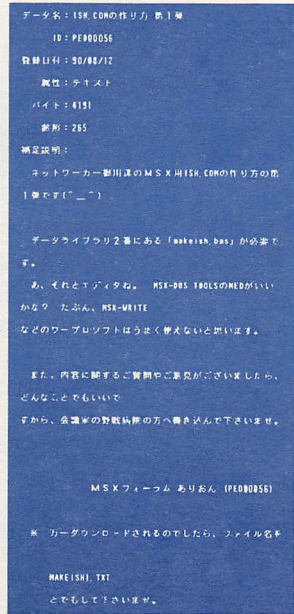 データ名：ISH.COMの作り方 第1弾
ID：PED00056
登録日付：90/08/12
属性：テキスト
バイト：4191
参照：265
補足説明：
ネットワーカー御用達のMSX用ISH.COMの作り方の第
1弾です(^__^)
データライブラリ2番にある「makeish.bas」が必要で
す。
あ、それとエディタね。 MSX-DOS TOOLSのMEDがいい
かな？ たぶん、MSX-WRITE
などのワープロソフトはうまく使えないと思います。
また、内容に関するご質問やご意見がございましたら、
どんなことでもいいで
すから、会議室の野戦病院の方へ書き込んで下さいませ。
MSXフォーラム ありおん (PED00056)
※ 万一ダウンロードされるのでしたら、ファイル名を
MAKEISH1.TXT
とでもして下さいませ。